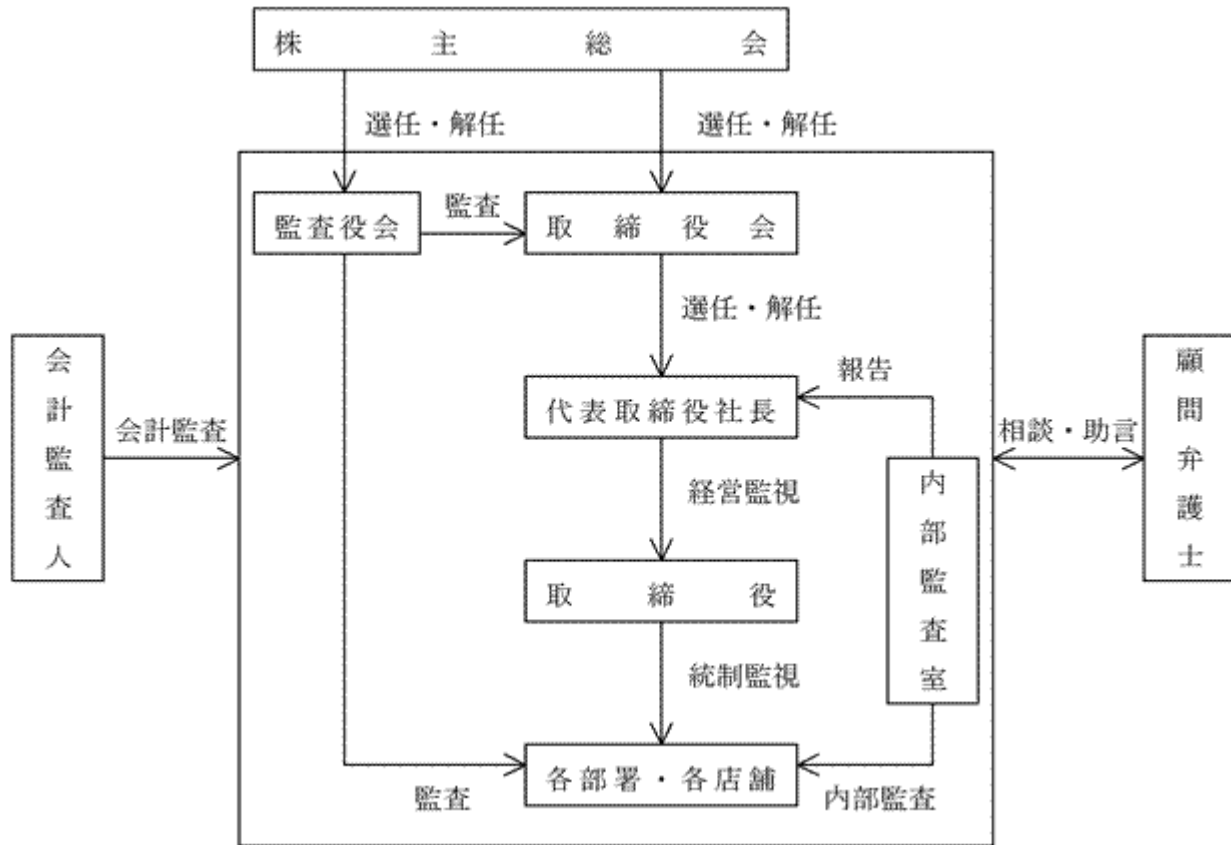 株主総会
選任・解任
選任・解任
監査役会
監査
取締役会
選任・解任
会計監査人
会計監査
代表取締役社長
報告
相談・助言
顧問弁護士
経営監視
内部監査室
取締役
統制監視
各部署・各店舗
監査
内部監査